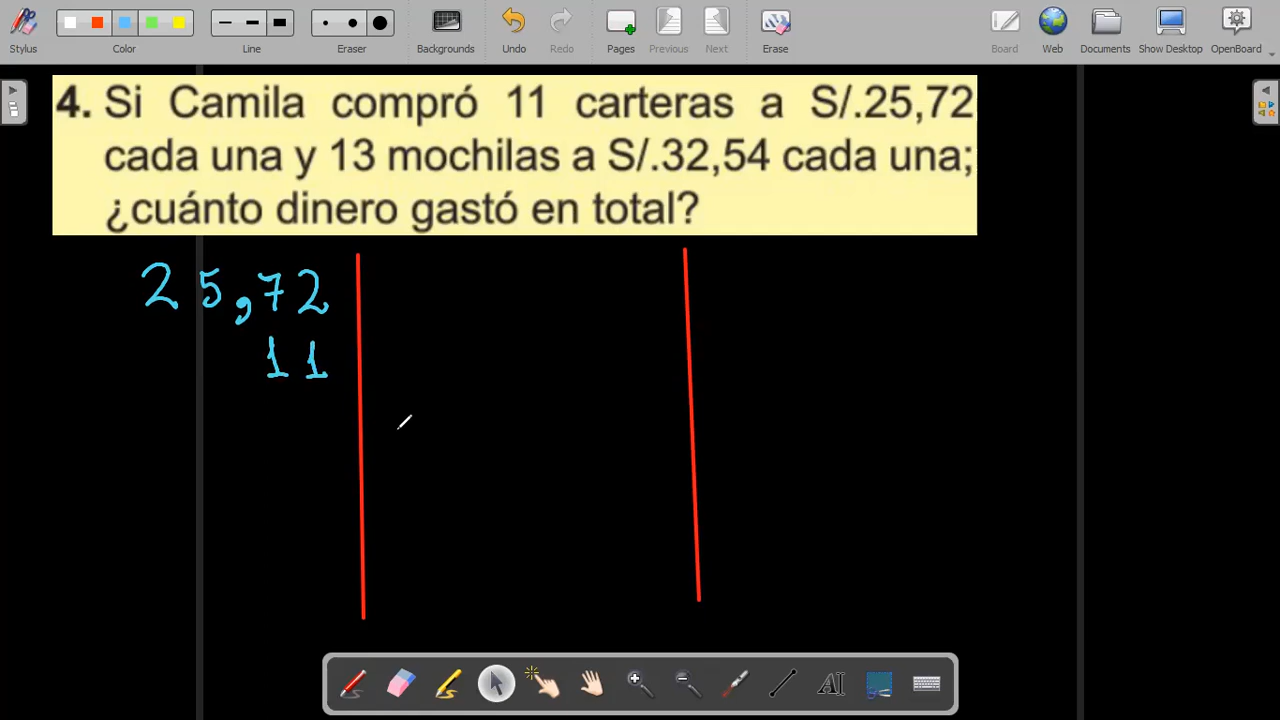 Stylus Color Line Eraser Backgrounds Undo Redo Pages Previous Next Erase Board Web Documents Show Desktop OpenBoard
4. Si Camila compró 11 carteras a S/.25,72
cada una y 13 mochilas a S/.32,54 cada una;
¿cuánto dinero gastó en total?
25,72
11